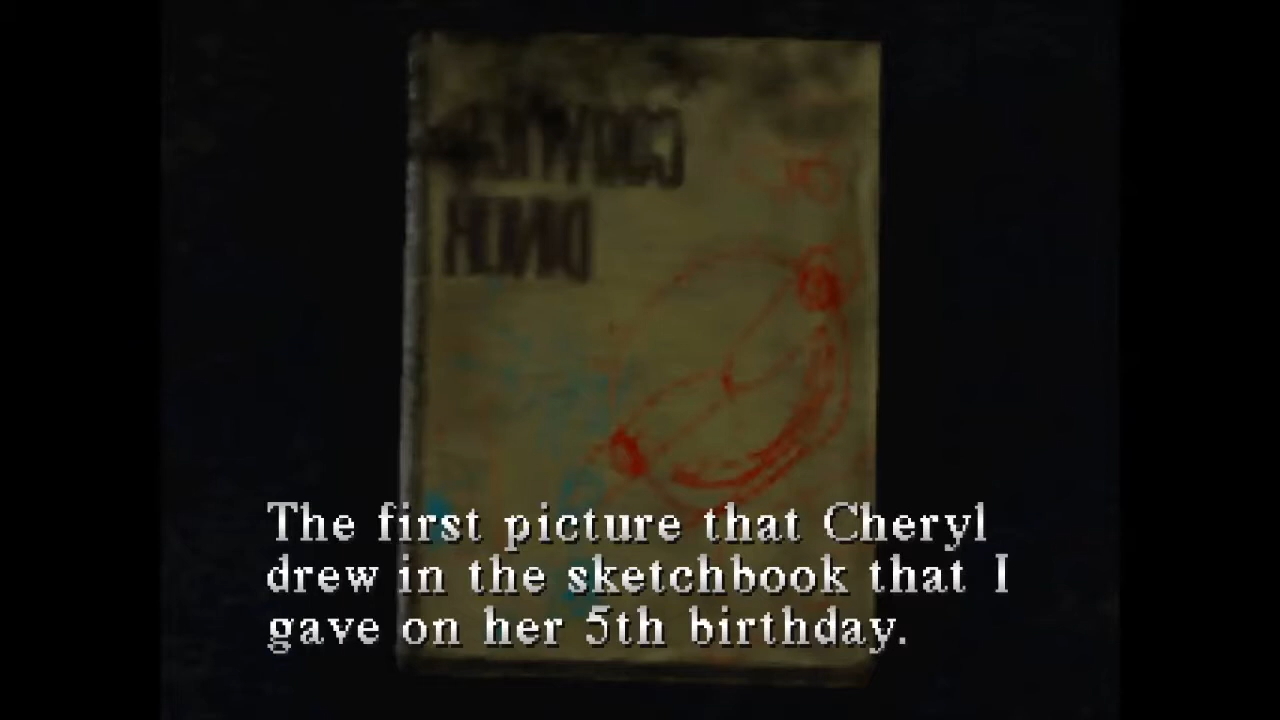 The first picture that Cheryl
drew in the sketchbook that I
gave on her 5th birthday.